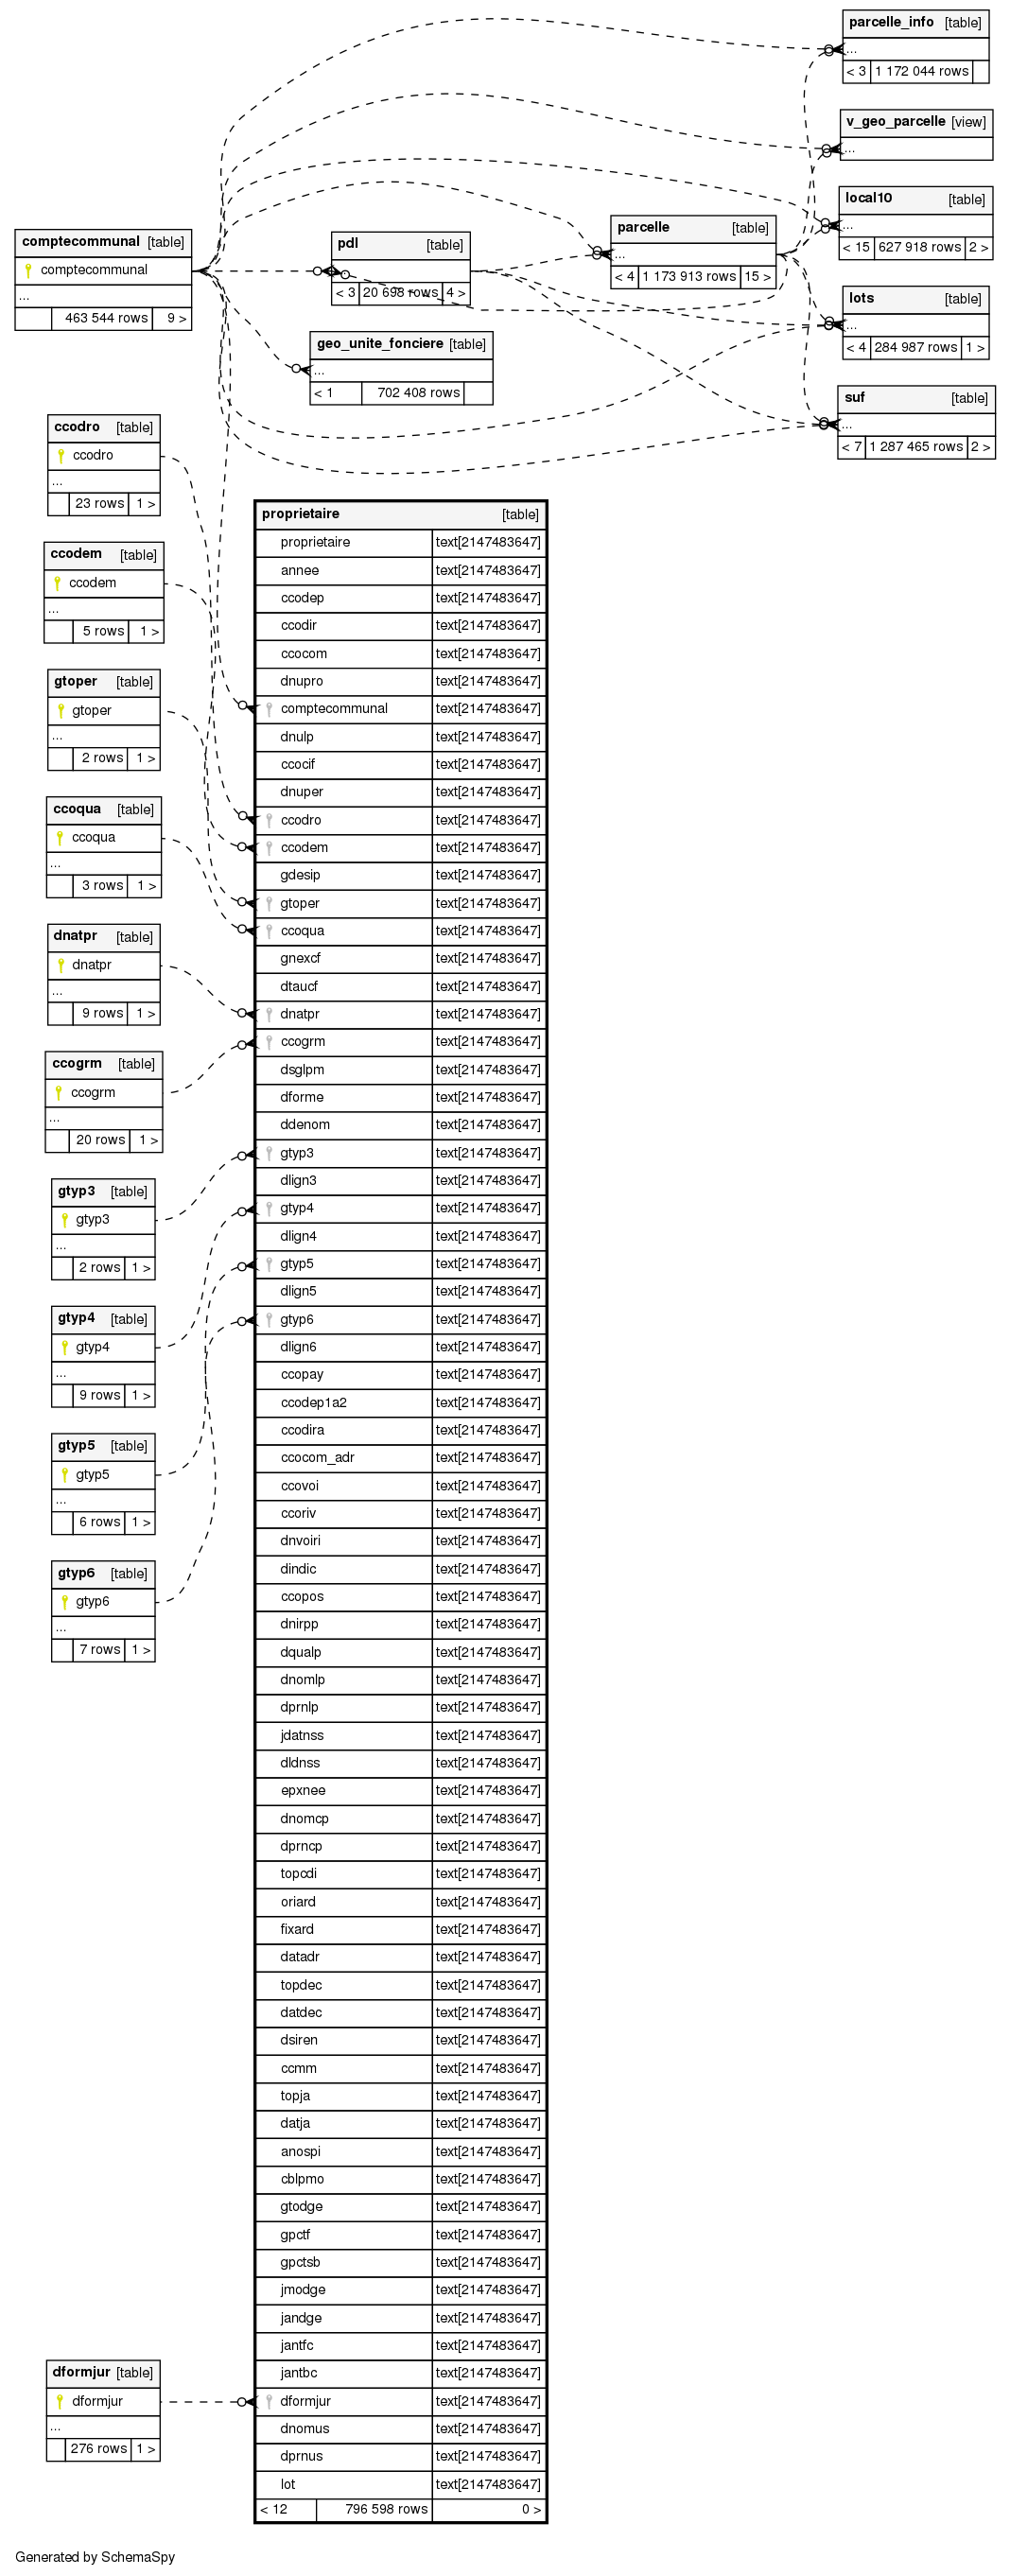 parcelle_info [table]
...
< 3 1 172 044 rows
v_geo_parcelle [view]
...
local10 [table]
...
< 15 627 918 rows 2 >
parcelle [table]
...
< 4 1 173 913 rows 15 >
comptecommunal [table]
comptecommunal
...
463 544 rows 9 >
pdl [table]
...
< 3 20 698 rows 4 >
lots [table]
...
< 4 284 987 rows 1 >
geo_unite_fonciere [table]
...
< 1 702 408 rows
suf [table]
...
< 7 1 287 465 rows 2 >
ccodro [table]
ccodro
...
23 rows 1 >
ccodem [table]
ccodem
...
5 rows 1 >
gtoper [table]
gtoper
...
2 rows 1 >
ccoqua [table]
ccoqua
...
3 rows 1 >
dnatpr [table]
dnatpr
...
9 rows 1 >
ccogrm [table]
ccogrm
...
20 rows 1 >
gtyp3 [table]
gtyp3
...
2 rows 1 >
gtyp4 [table]
gtyp4
...
9 rows 1 >
gtyp5 [table]
gtyp5
...
6 rows 1 >
gtyp6 [table]
gtyp6
...
7 rows 1 >
dformjur [table]
dformjur
...
276 rows 1 >
proprietaire [table]
proprietaire text[2147483647]
annee text[2147483647]
ccodep text[2147483647]
ccodir text[2147483647]
ccocom text[2147483647]
dnupro text[2147483647]
comptecommunal text[2147483647]
dnulp text[2147483647]
ccocif text[2147483647]
dnuper text[2147483647]
ccodro text[2147483647]
ccodem text[2147483647]
gdesip text[2147483647]
gtoper text[2147483647]
ccoqua text[2147483647]
gnexcf text[2147483647]
dtaucf text[2147483647]
dnatpr text[2147483647]
ccogrm text[2147483647]
dsglpm text[2147483647]
dforme text[2147483647]
ddenom text[2147483647]
gtyp3 text[2147483647]
dlign3 text[2147483647]
gtyp4 text[2147483647]
dlign4 text[2147483647]
gtyp5 text[2147483647]
dlign5 text[2147483647]
gtyp6 text[2147483647]
dlign6 text[2147483647]
ccopay text[2147483647]
ccodep1a2 text[2147483647]
ccodira text[2147483647]
ccocom_adr text[2147483647]
ccovoi text[2147483647]
ccoriv text[2147483647]
dnvoiri text[2147483647]
dindic text[2147483647]
ccopos text[2147483647]
dnirpp text[2147483647]
dqualp text[2147483647]
dnomlp text[2147483647]
dprnlp text[2147483647]
jdatnss text[2147483647]
dldnss text[2147483647]
epxnee text[2147483647]
dnomcp text[2147483647]
dprncp text[2147483647]
topcdi text[2147483647]
oriard text[2147483647]
fixard text[2147483647]
datadr text[2147483647]
topdec text[2147483647]
datdec text[2147483647]
dsiren text[2147483647]
ccmm text[2147483647]
topja text[2147483647]
datja text[2147483647]
anospi text[2147483647]
cblpmo text[2147483647]
gtodge text[2147483647]
gpctf text[2147483647]
gpctsb text[2147483647]
jmodge text[2147483647]
jandge text[2147483647]
jantfc text[2147483647]
jantbc text[2147483647]
dformjur text[2147483647]
dnomus text[2147483647]
dprnus text[2147483647]
lot text[2147483647]
< 12 796 598 rows 0 >
Generated by SchemaSpy